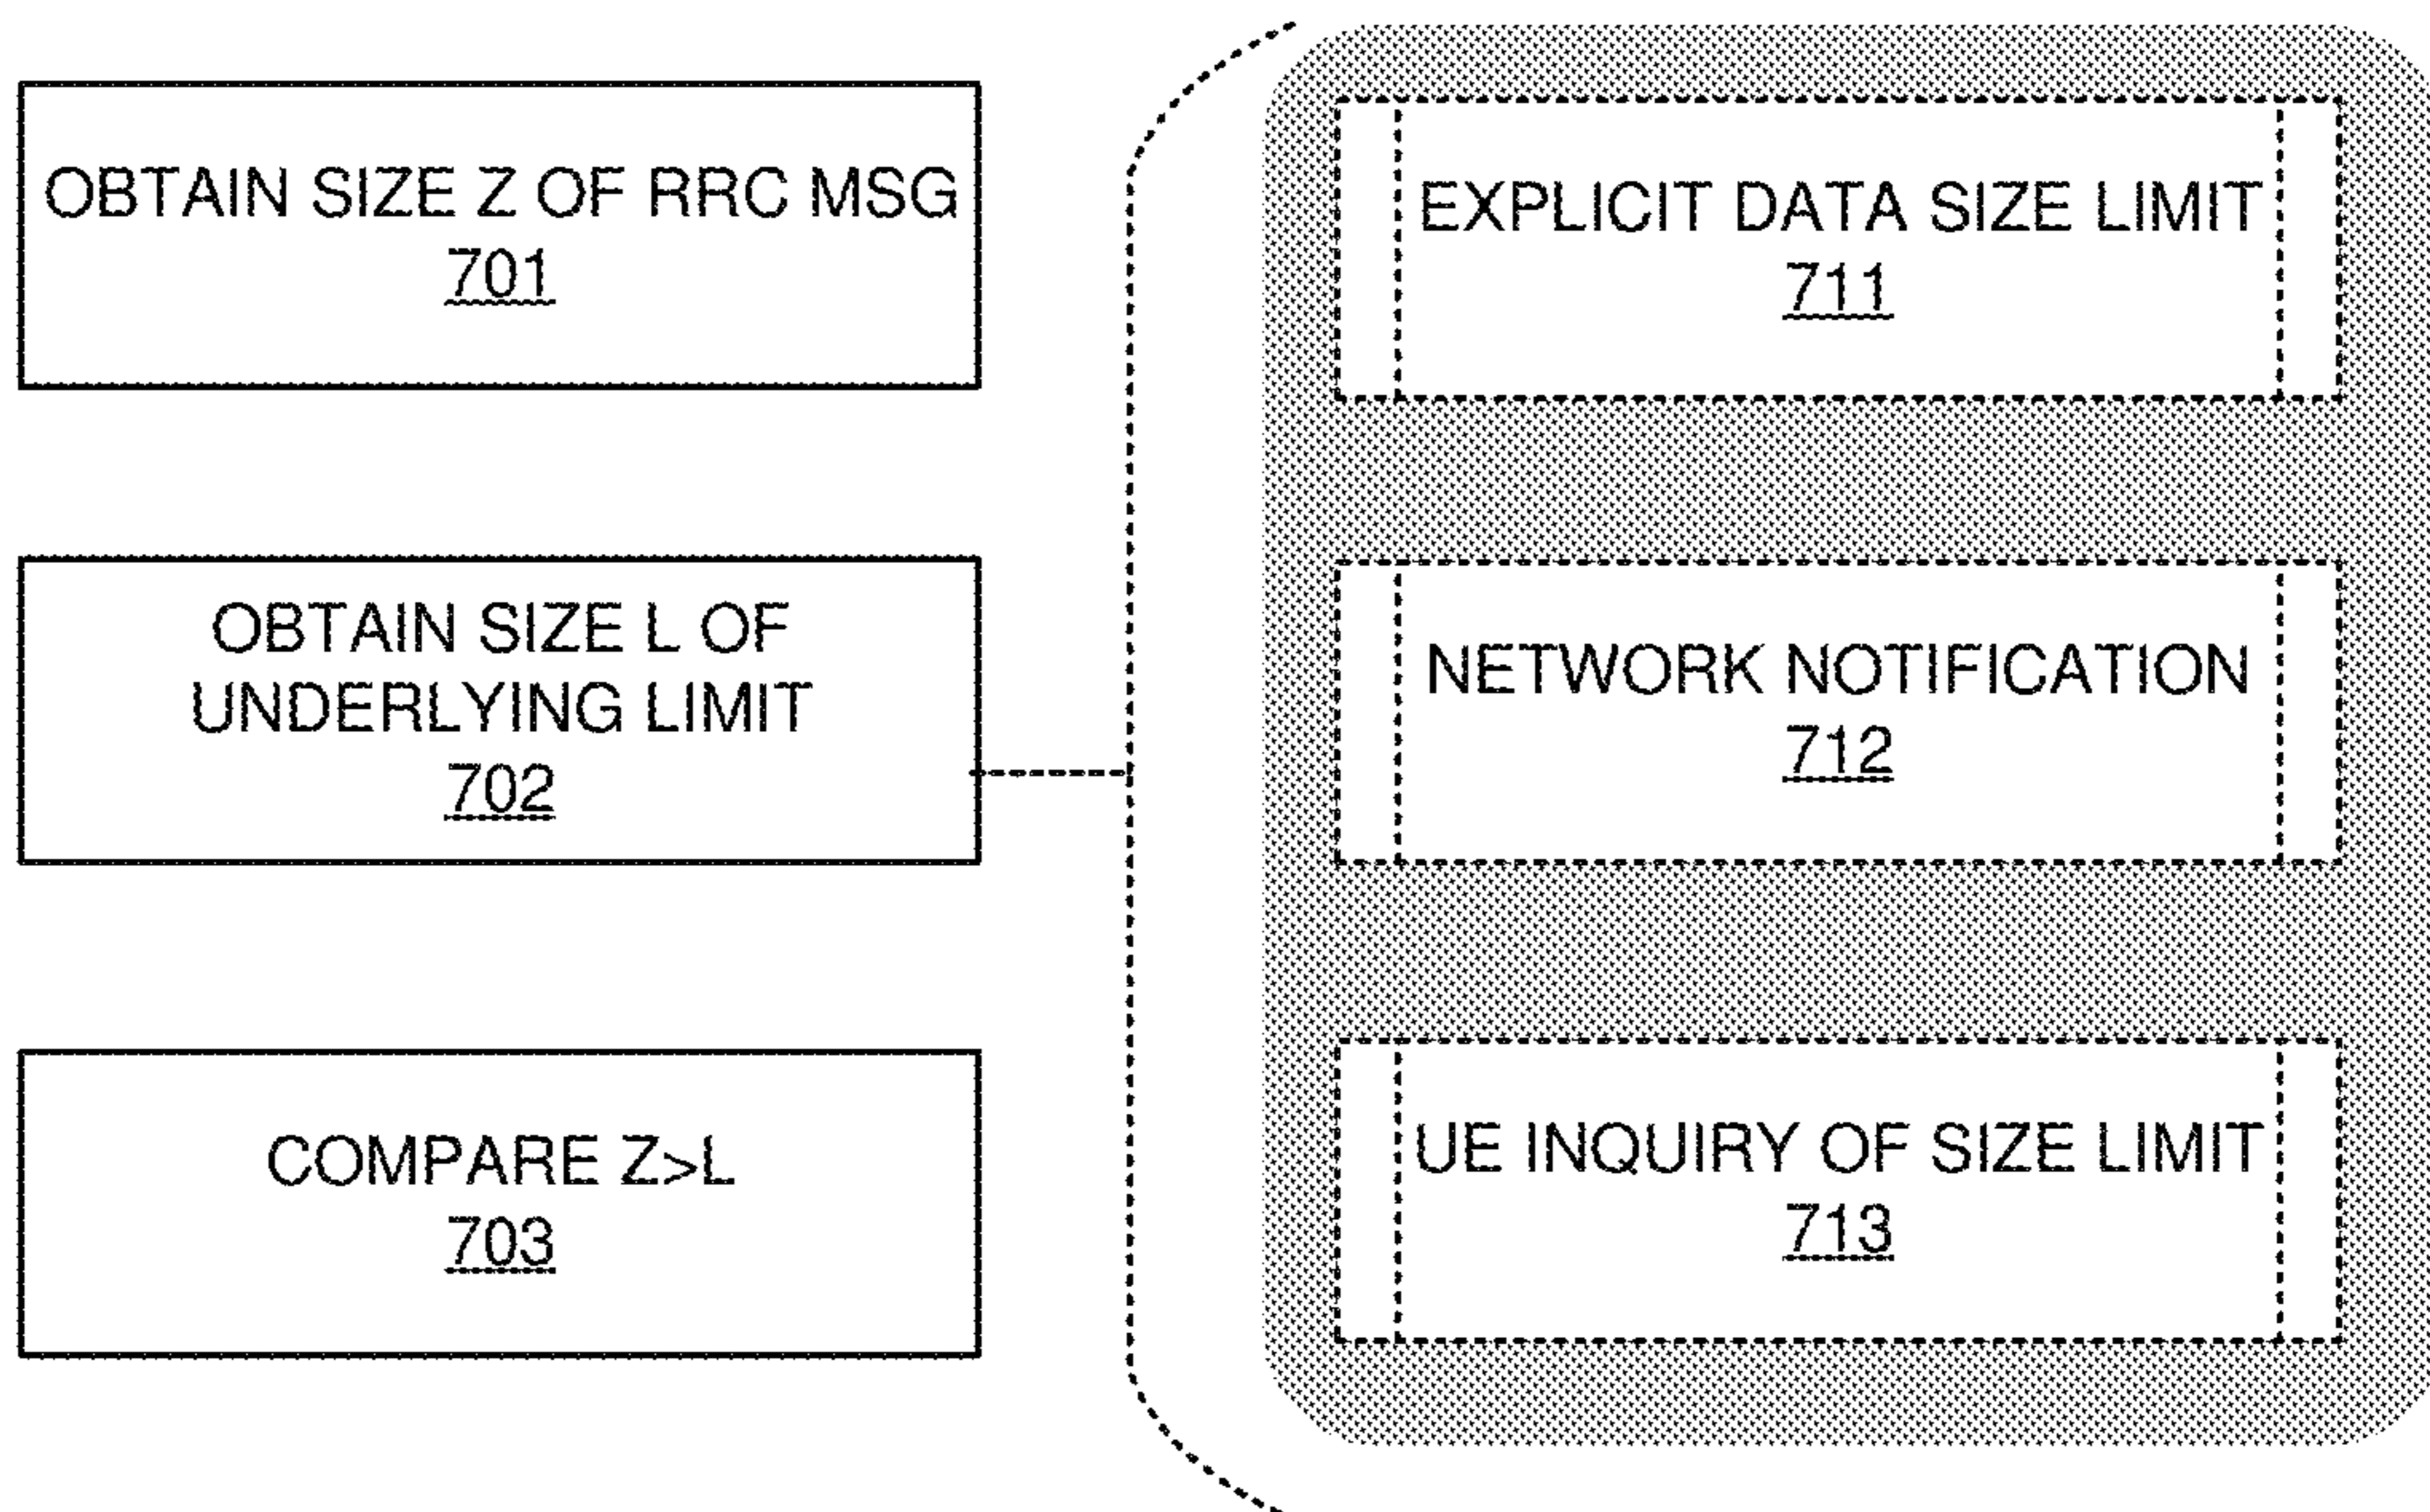 OBTAIN SIZE Z OF RRC MSG
701
OBTAIN SIZE L OF
UNDERLYING LIMIT
702
COMPARE Z>L
703
EXPLICIT DATA SIZE LIMIT
711
NETWORK NOTIFICATION
712
UE INQUIRY OF SIZE LIMIT
713